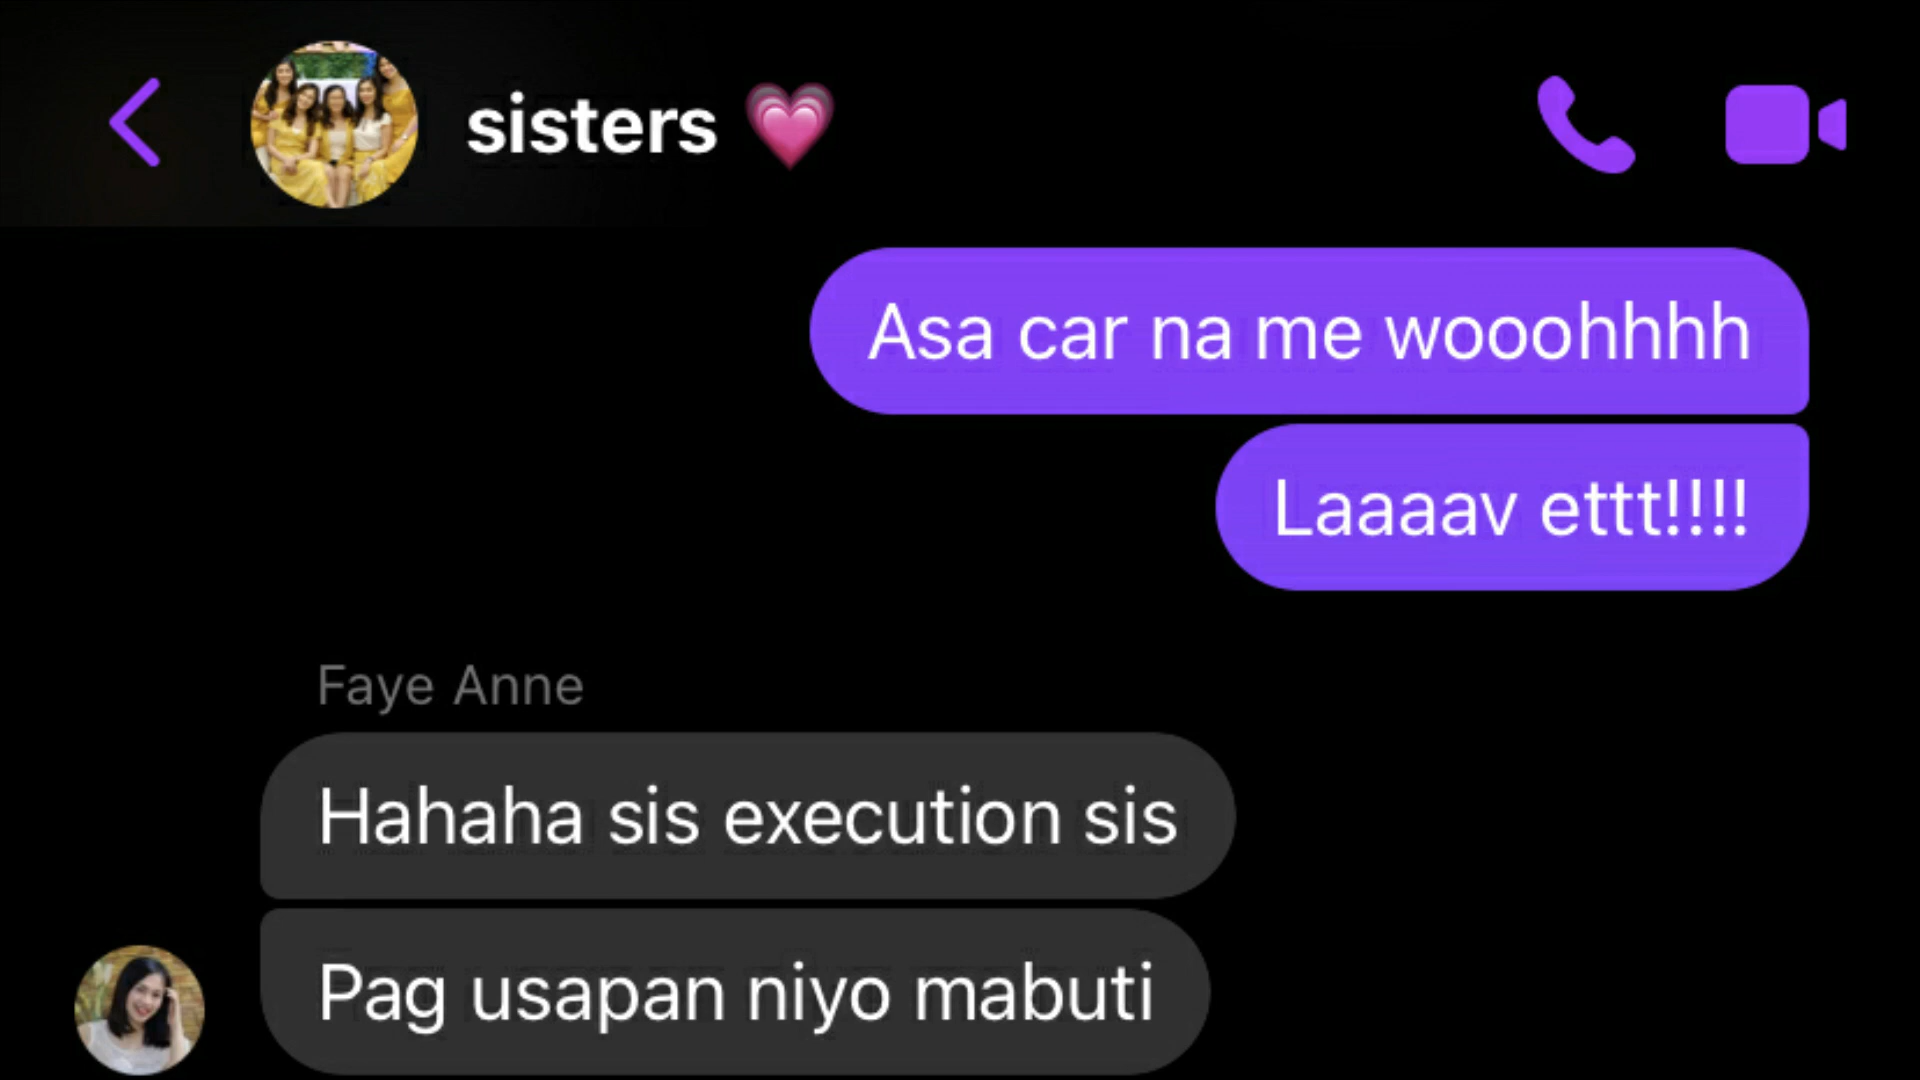 sisters 💗
Asa car na me wooohhhh
Laaaav ettt!!!!
Faye Anne
Hahaha sis execution sis
Pag usapan niyo mabuti